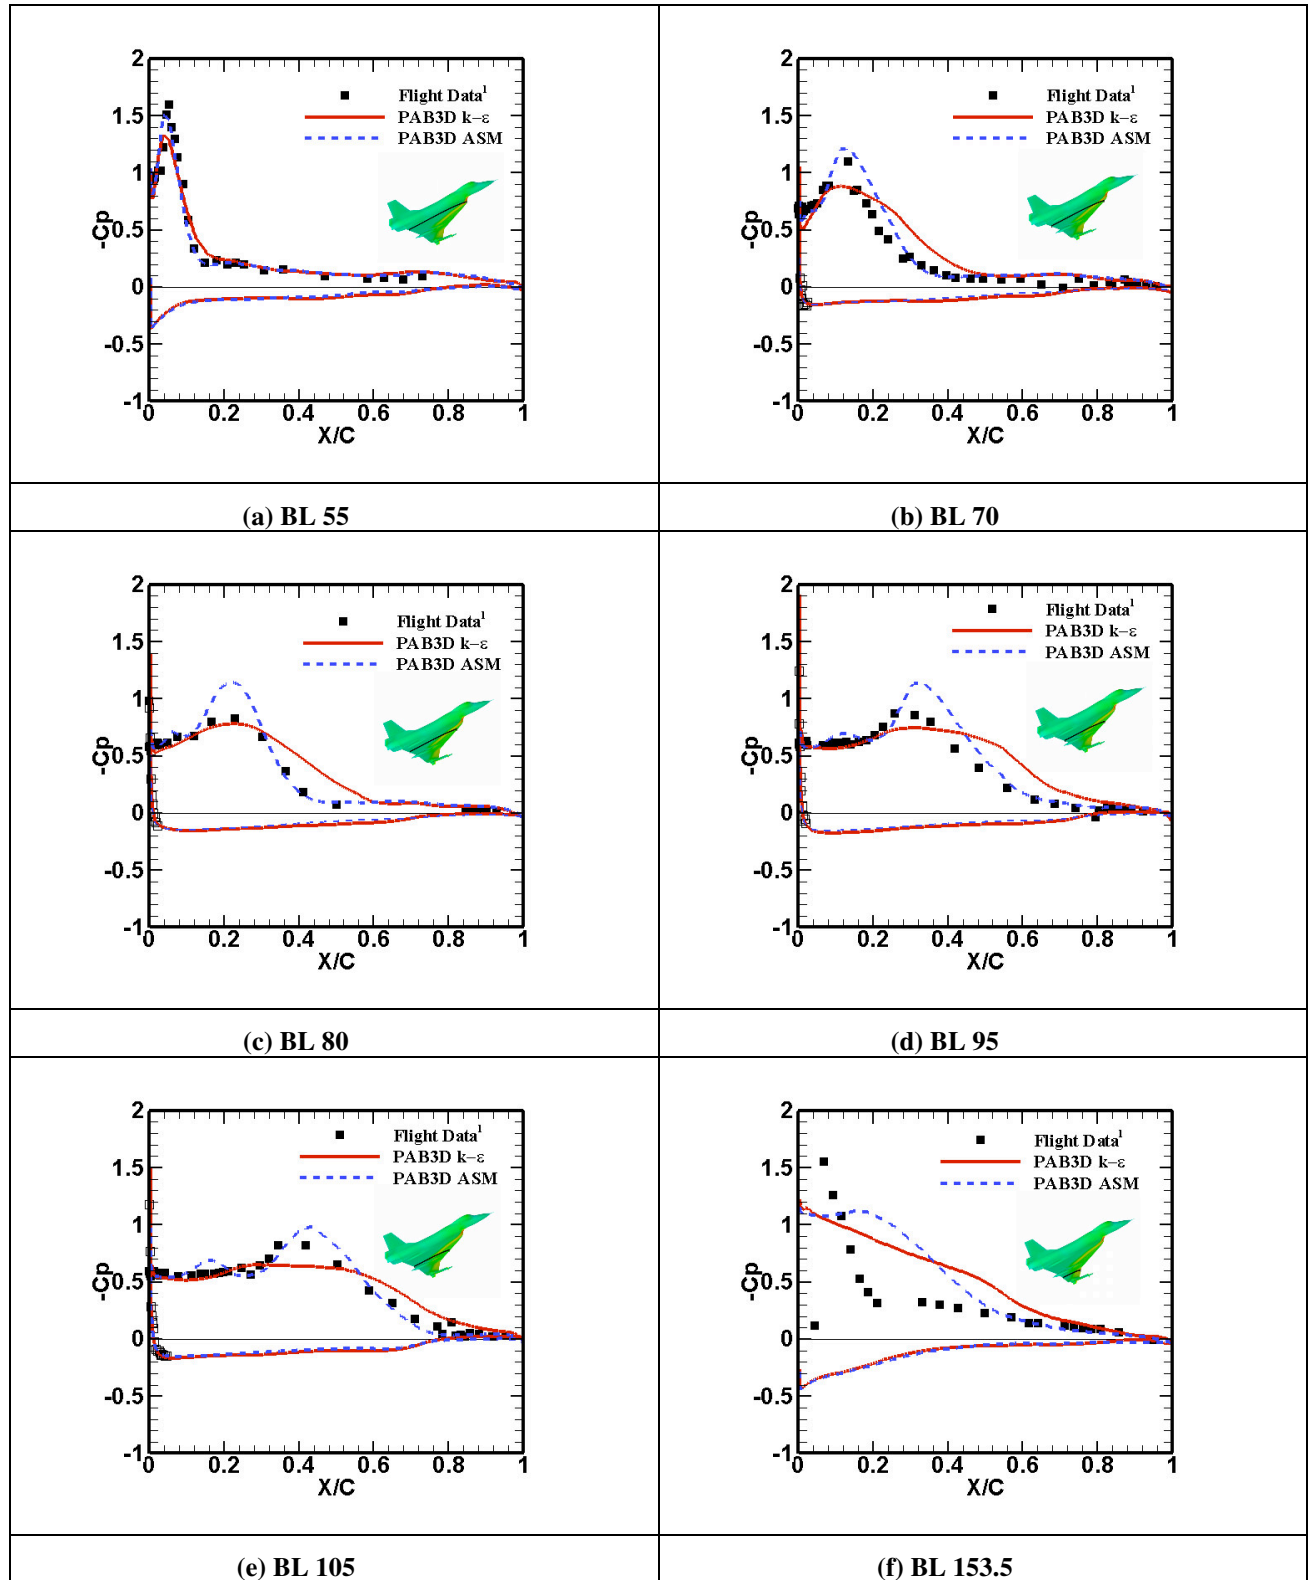 2
1.5
1
0.5
0
-0.5
-1
-Cp
0 0.2 0.4 0.6 0.8 1
X/C
Flight Data1
PAB3D k-ε
PAB3D ASM
2
1.5
1
0.5
0
-0.5
-1
-Cp
0 0.2 0.4 0.6 0.8 1
X/C
Flight Data1
PAB3D k-ε
PAB3D ASM
(a) BL 55
(b) BL 70
2
1.5
1
0.5
0
-0.5
-1
-Cp
0 0.2 0.4 0.6 0.8 1
X/C
Flight Data1
PAB3D k-ε
PAB3D ASM
2
1.5
1
0.5
0
-0.5
-1
-Cp
0 0.2 0.4 0.6 0.8 1
X/C
Flight Data1
PAB3D k-ε
PAB3D ASM
(c) BL 80
(d) BL 95
2
1.5
1
0.5
0
-0.5
-1
-Cp
0 0.2 0.4 0.6 0.8 1
X/C
Flight Data1
PAB3D k-ε
PAB3D ASM
2
1.5
1
0.5
0
-0.5
-1
-Cp
0 0.2 0.4 0.6 0.8 1
X/C
Flight Data1
PAB3D k-ε
PAB3D ASM
(e) BL 105
(f) BL 153.5